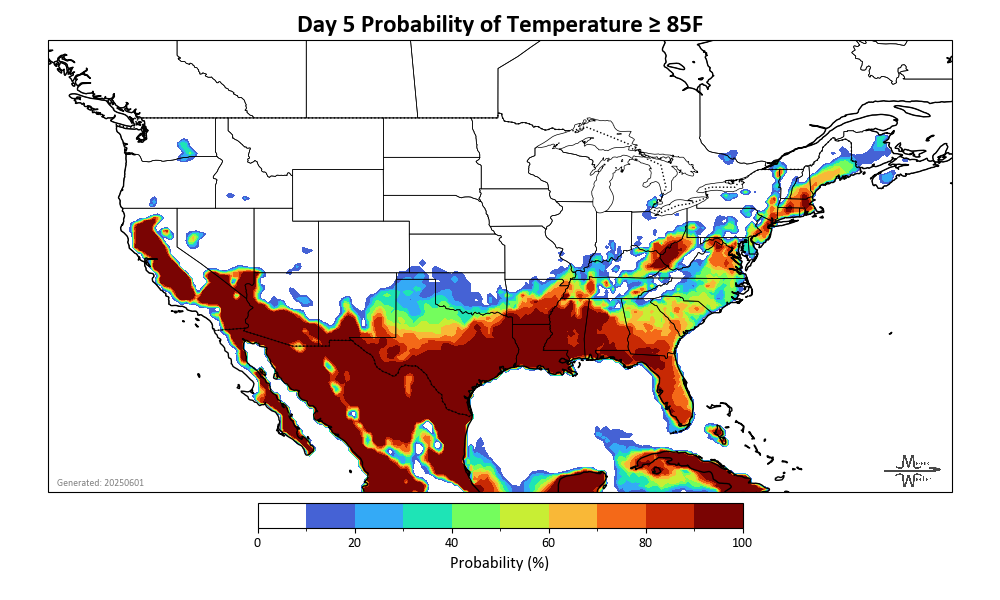 Day 5 Probability of Temperature ≥ 85F
Generated: 20250601
0 20 40 60 80 100
Probability (%)